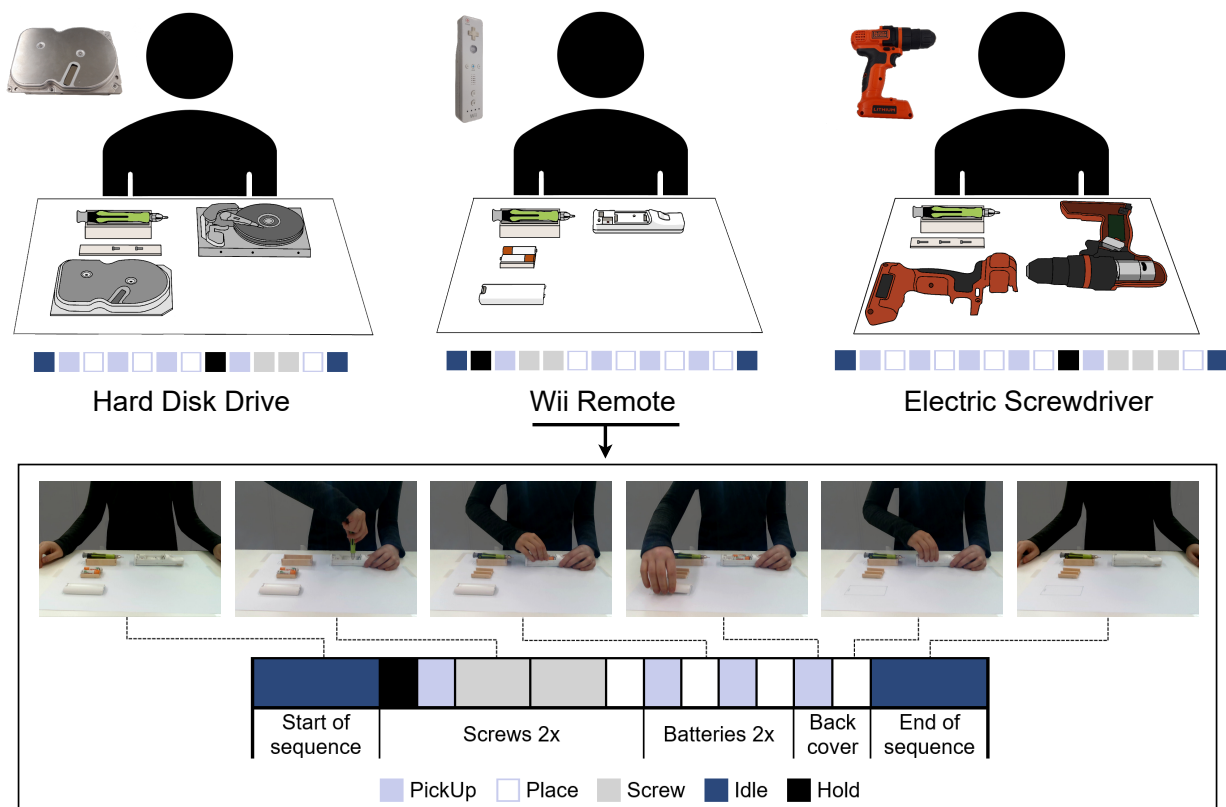 LITHIUM
Hard Disk Drive
Wii Remote
Electric Screwdriver
Start of
sequence
Screws 2x
Batteries 2x
Back
cover
End of
sequence
PickUp
Place
Screw
Idle
Hold